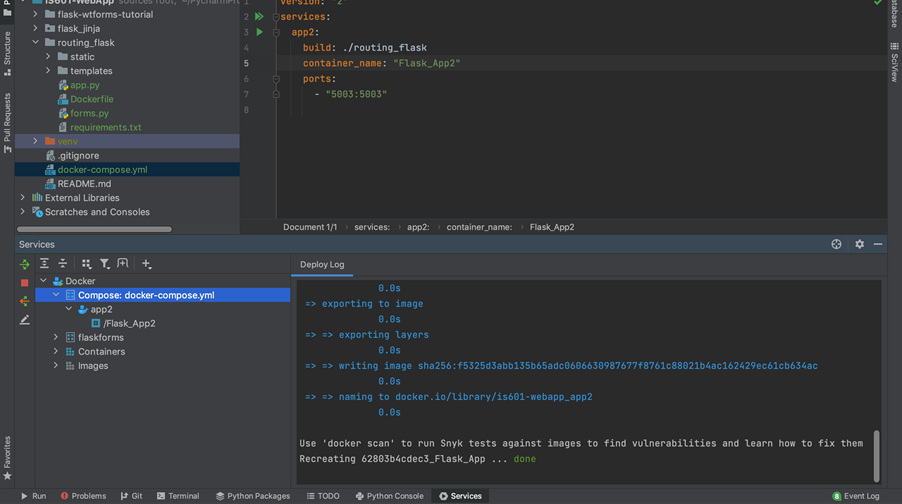 IS601-WebApp sources root, ~/PyCharmPro
flask-wtforms-tutorial
flask_jinja
routing_flask
static
templates
app.py
Dockerfile
forms.py
requirements.txt
venv
.gitignore
docker-compose.yml
README.md
External Libraries
Scratches and Consoles
Structure
Pull Requests
Favorites
1 version: "2"
2 services:
3 app2:
4 build: ./routing_flask
5 container_name: "Flask_App2"
6 ports:
7 - "5003:5003"
8
Database
SciView
Document 1/1 › services: › app2: › container_name: › Flask_App2
Services
Docker
Compose: docker-compose.yml
app2
/Flask_App2
flaskforms
Containers
Images
Deploy Log
0.0s
=> exporting to image
0.0s
=> => exporting layers
0.0s
=> => writing image sha256:f5325d3abb135b65adc0606630987677f8761c88021b4ac162429ec61cb634ac
0.0s
=> => naming to docker.io/library/is601-webapp_app2
0.0s
Use 'docker scan' to run Snyk tests against images to find vulnerabilities and learn how to fix them
Recreating 62803b4cdec3_Flask_App ... done
Run Problems Git Terminal Python Packages TODO Python Console Services 8 Event Log